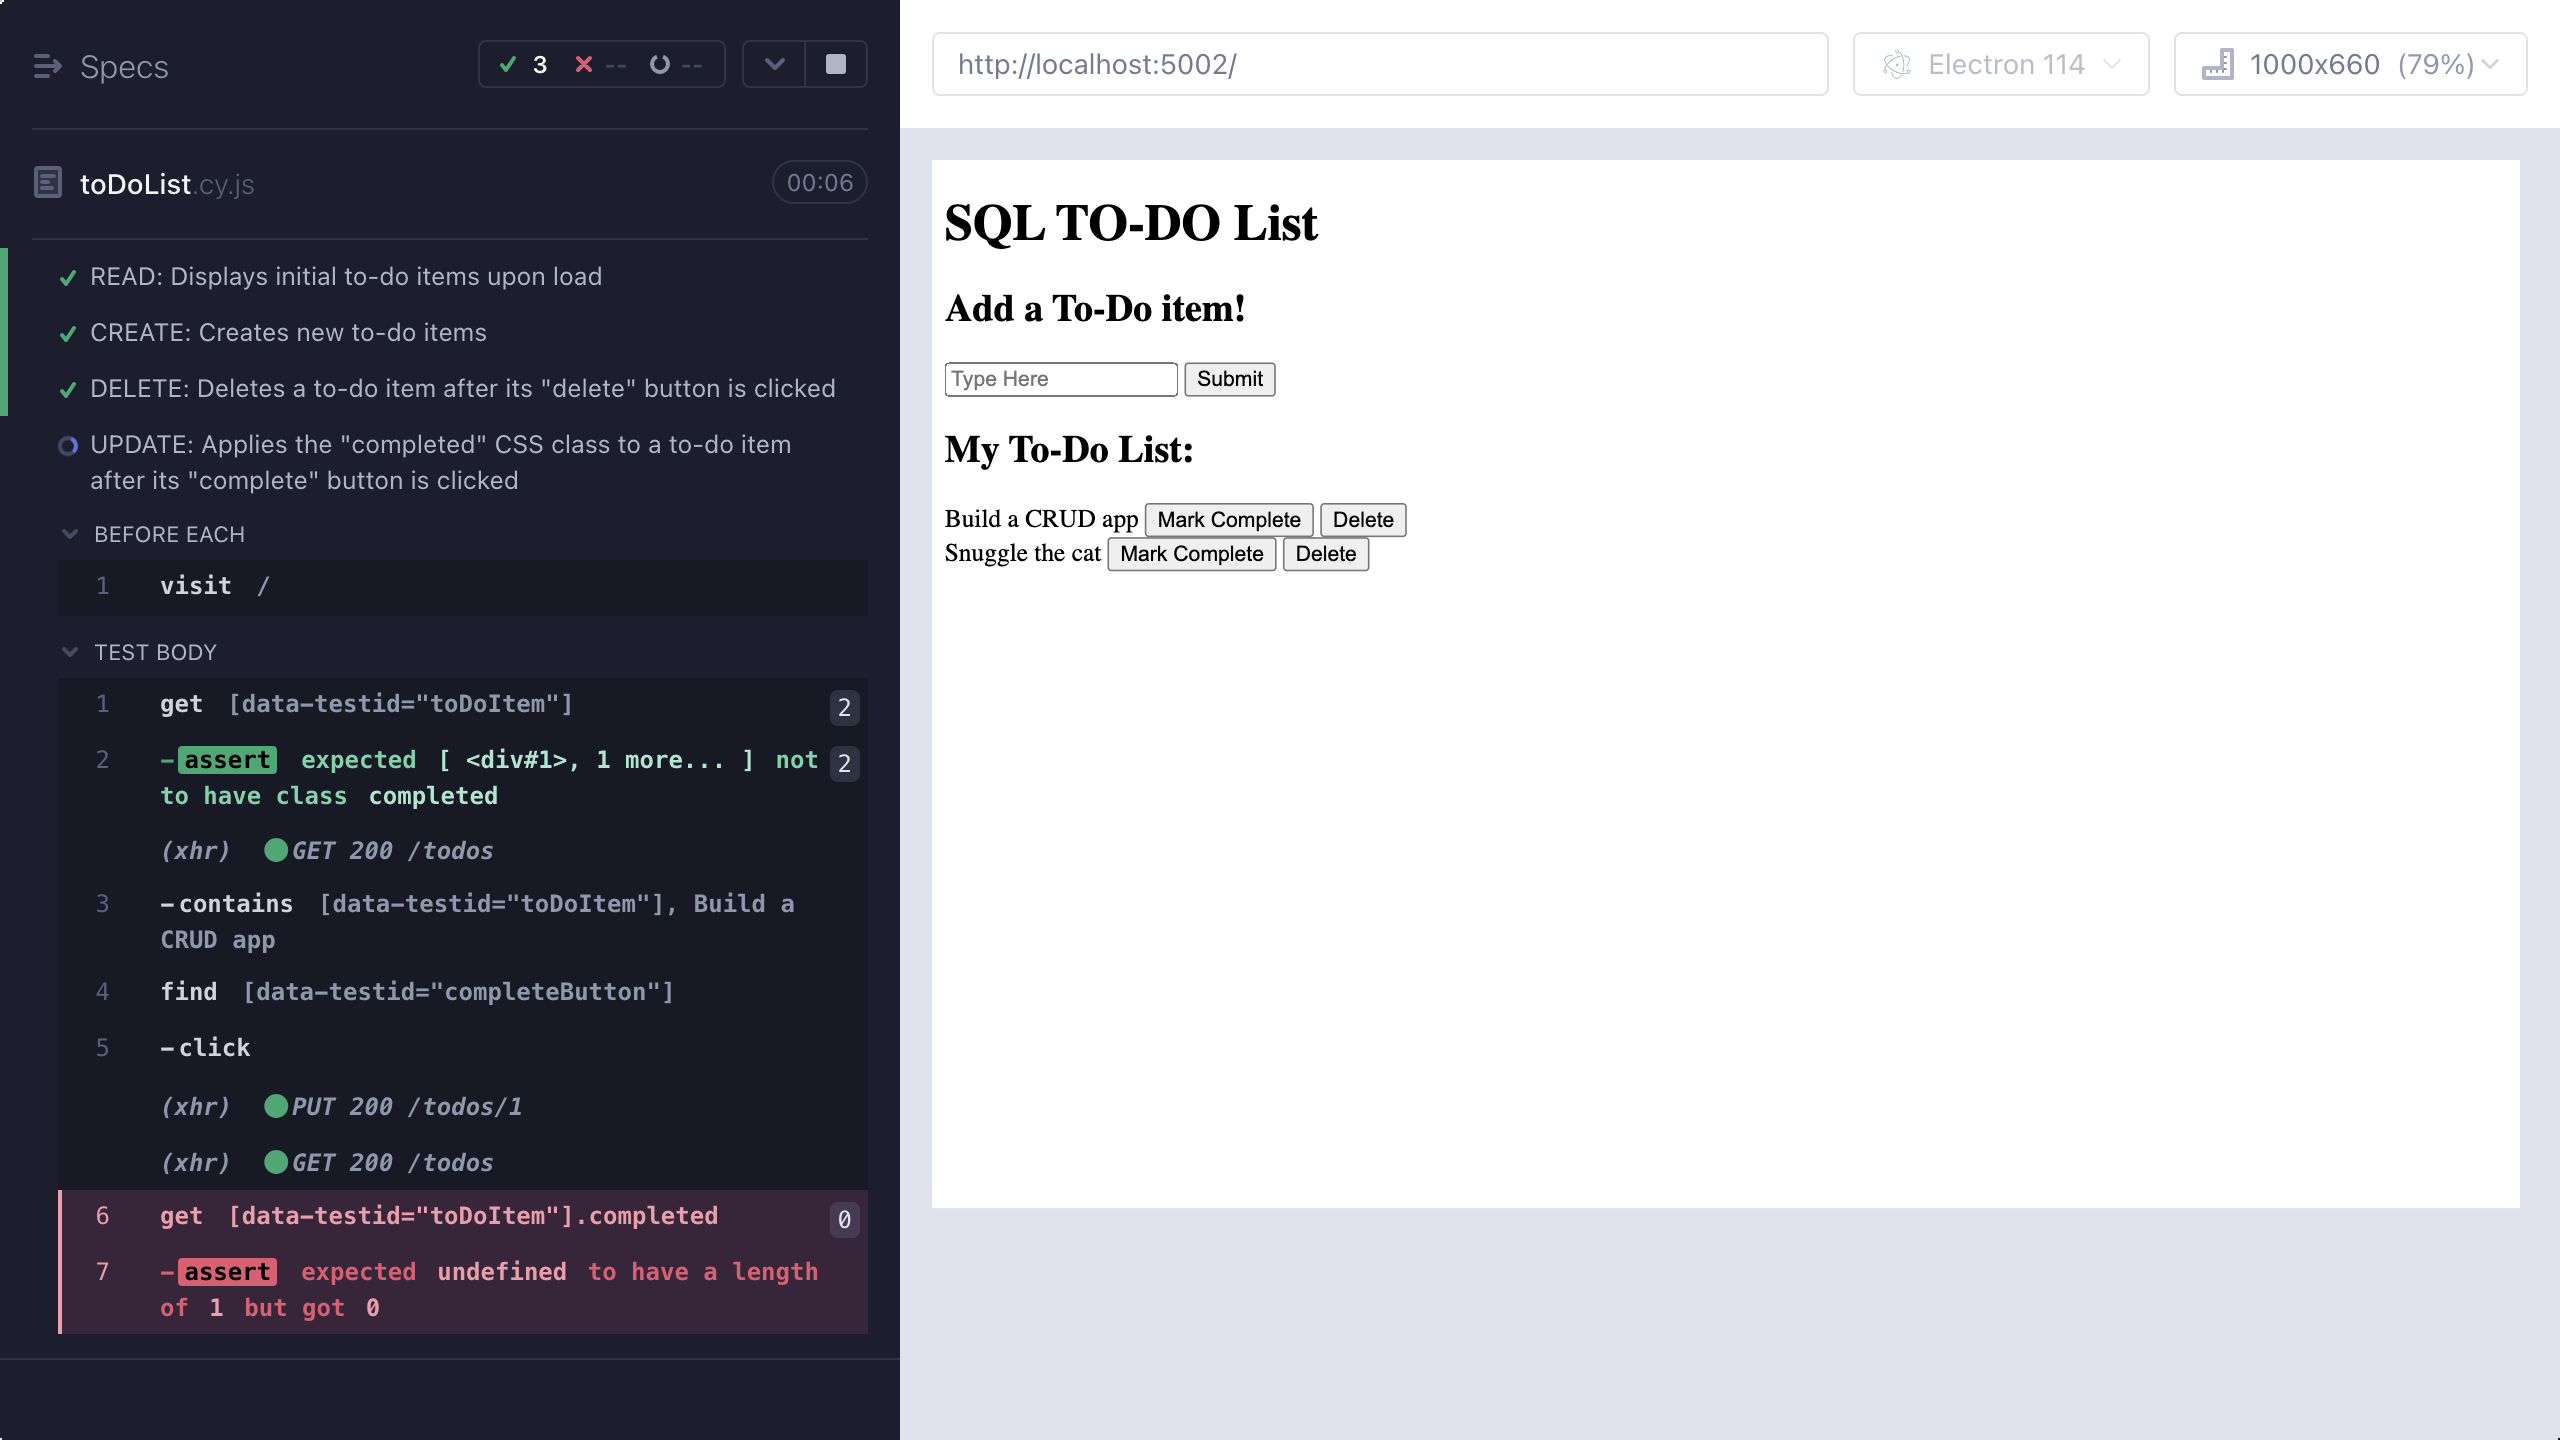 Specs
3 -- --
toDoList.cy.js 00:06
READ: Displays initial to-do items upon load
CREATE: Creates new to-do items
DELETE: Deletes a to-do item after its "delete" button is clicked
UPDATE: Applies the "completed" CSS class to a to-do item
after its "complete" button is clicked
BEFORE EACH
1 visit /
TEST BODY
1 get [data-testid="toDoItem"] 2
2 -assert expected [ <div#1>, 1 more... ] not 2
to have class completed
(xhr) GET 200 /todos
3 -contains [data-testid="toDoItem"], Build a
CRUD app
4 find [data-testid="completeButton"]
5 -click
(xhr) PUT 200 /todos/1
(xhr) GET 200 /todos
6 get [data-testid="toDoItem"].completed 0
7 -assert expected undefined to have a length
of 1 but got 0
http://localhost:5002/
Electron 114
1000x660 (79%)
SQL TO-DO List
Add a To-Do item!
Type Here Submit
My To-Do List:
Build a CRUD app Mark Complete Delete
Snuggle the cat Mark Complete Delete